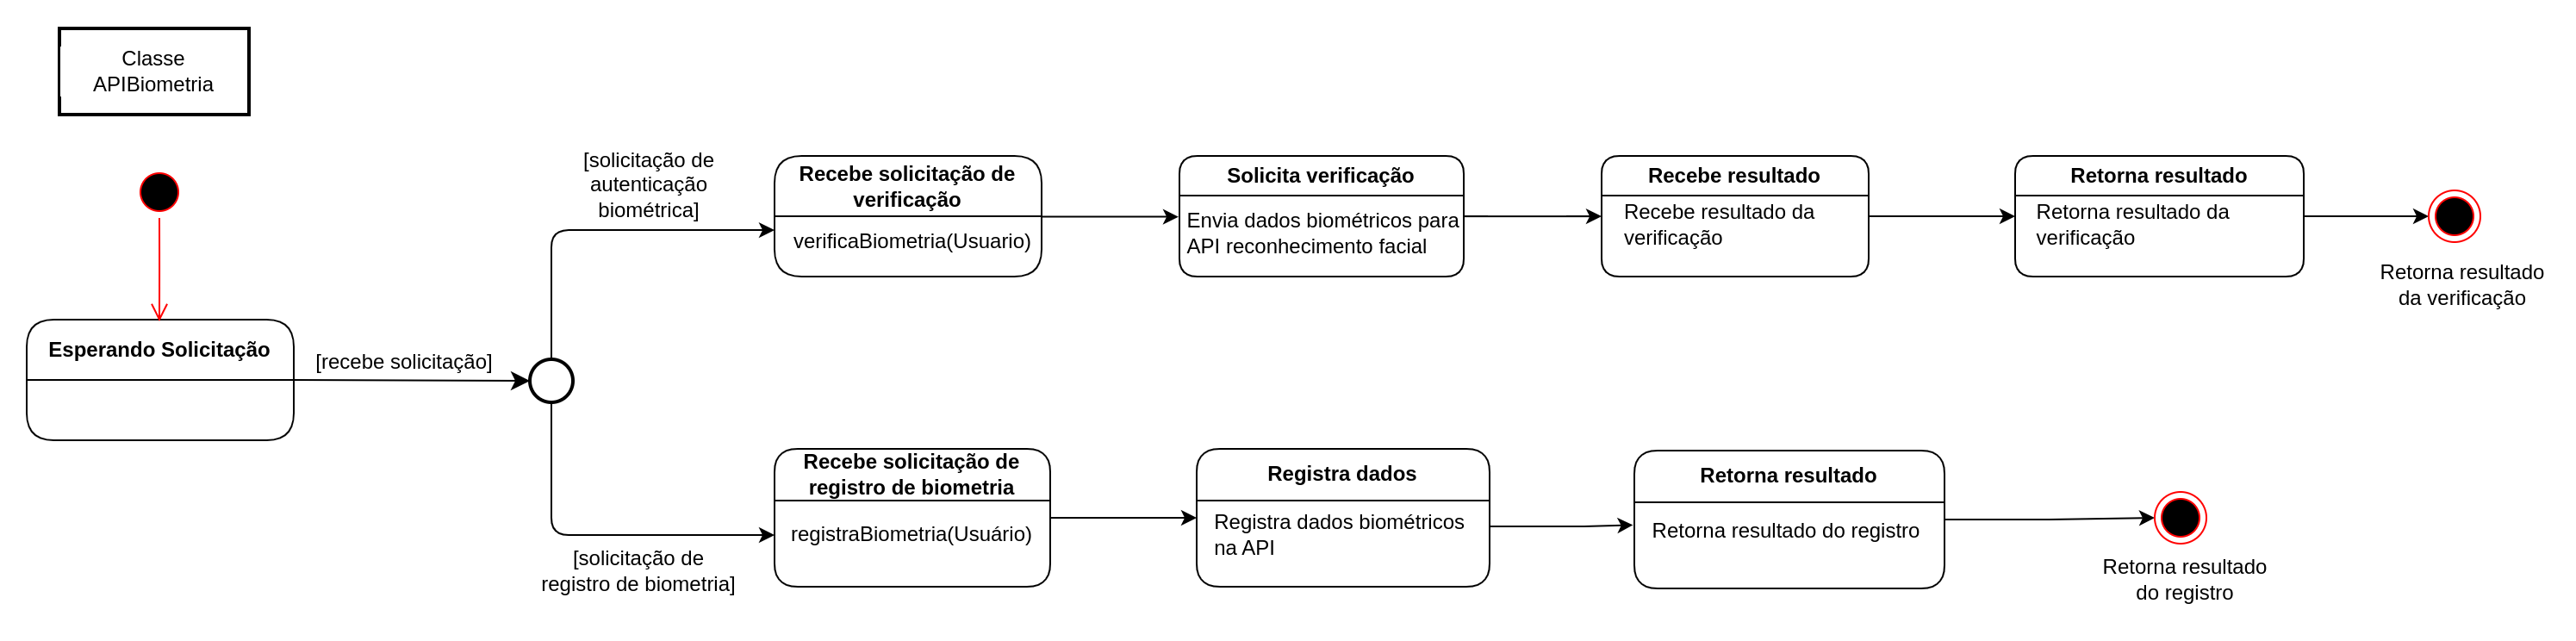 Classe
APIBiometria
Esperando Solicitação
[recebe solicitação]
[solicitação de
autenticação
biométrica]
Recebe solicitação de
verificação
verificaBiometria(Usuario)
Solicita verificação
Envia dados biométricos para
API reconhecimento facial
Recebe resultado
Recebe resultado da
verificação
Retorna resultado
Retorna resultado da
verificação
Retorna resultado
da verificação
[solicitação de
registro de biometria]
Recebe solicitação de
registro de biometria
registraBiometria(Usuário)
Registra dados
Registra dados biométricos
na API
Retorna resultado
Retorna resultado do registro
Retorna resultado
do registro